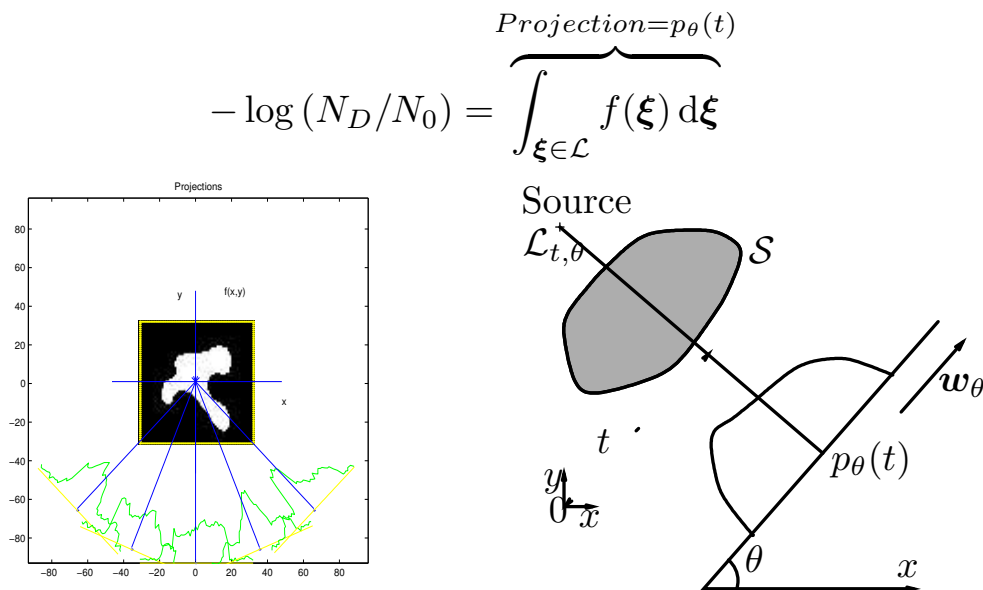 Projection=p_θ(t)
− log (N_D/N_0) = ∫_{ξ∈ℒ} f(ξ) dξ
Projections
80
60
40
20
0
−20
−40
−60
−80
−80 −60 −40 −20 0 20 40 60 80
y
f(x,y)
x
Source
ℒ_{t,θ}
𝒮
w_θ
t
p_θ(t)
y
0 x
θ
x